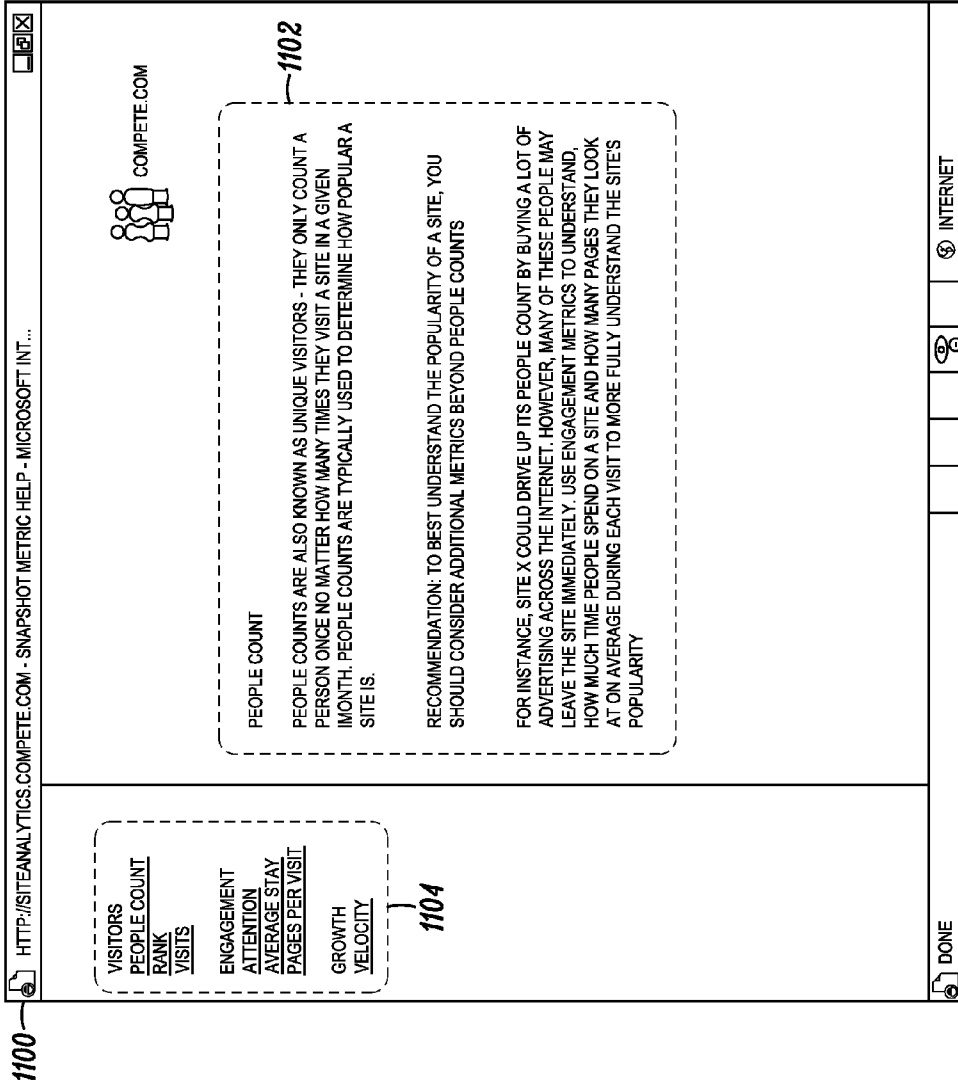 1100
HTTP://SITEANALYTICS.COMPETE.COM - SNAPSHOT METRIC HELP - MICROSOFT INT...
COMPETE.COM
VISITORS
PEOPLE COUNT
RANK
VISITS
ENGAGEMENT
ATTENTION
AVERAGE STAY
PAGES PER VISIT
GROWTH
VELOCITY
1104
PEOPLE COUNT
PEOPLE COUNTS ARE ALSO KNOWN AS UNIQUE VISITORS - THEY ONLY COUNT A
PERSON ONCE NO MATTER HOW MANY TIMES THEY VISIT A SITE IN A GIVEN
IMONTH. PEOPLE COUNTS ARE TYPICALLY USED TO DETERMINE HOW POPULAR A
SITE IS.
RECOMMENDATION: TO BEST UNDERSTAND THE POPULARITY OF A SITE, YOU
SHOULD CONSIDER ADDITIONAL METRICS BEYOND PEOPLE COUNTS
FOR INSTANCE, SITE X COULD DRIVE UP ITS PEOPLE COUNT BY BUYING A LOT OF
ADVERTISING ACROSS THE INTERNET. HOWEVER, MANY OF THESE PEOPLE MAY
LEAVE THE SITE IMMEDIATELY. USE ENGAGEMENT METRICS TO UNDERSTAND,
HOW MUCH TIME PEOPLE SPEND ON A SITE AND HOW MANY PAGES THEY LOOK
AT ON AVERAGE DURING EACH VISIT TO MORE FULLY UNDERSTAND THE SITE'S
POPULARITY
1102
DONE
INTERNET